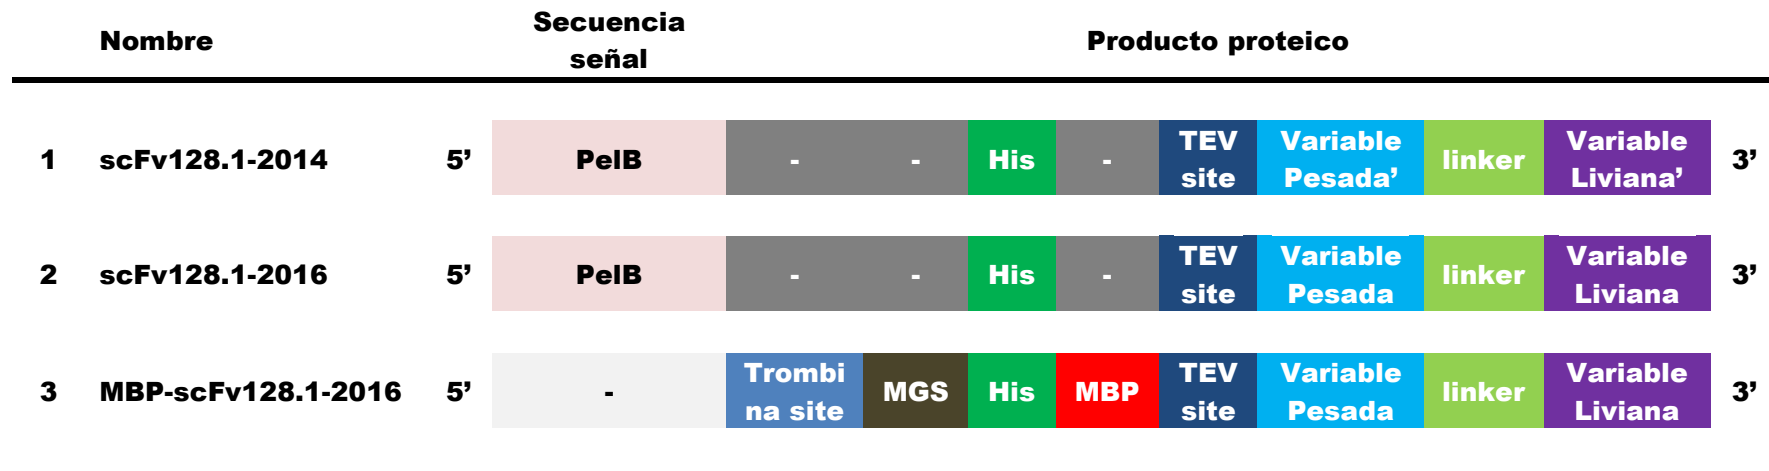 Nombre Secuencia señal Producto proteico
1 scFv128.1-2014 5’ PelB - - His - TEV site Variable Pesada’ linker Variable Liviana’ 3’
2 scFv128.1-2016 5’ PelB - - His - TEV site Variable Pesada linker Variable Liviana 3’
3 MBP-scFv128.1-2016 5’ - Trombi na site MGS His MBP TEV site Variable Pesada linker Variable Liviana 3’